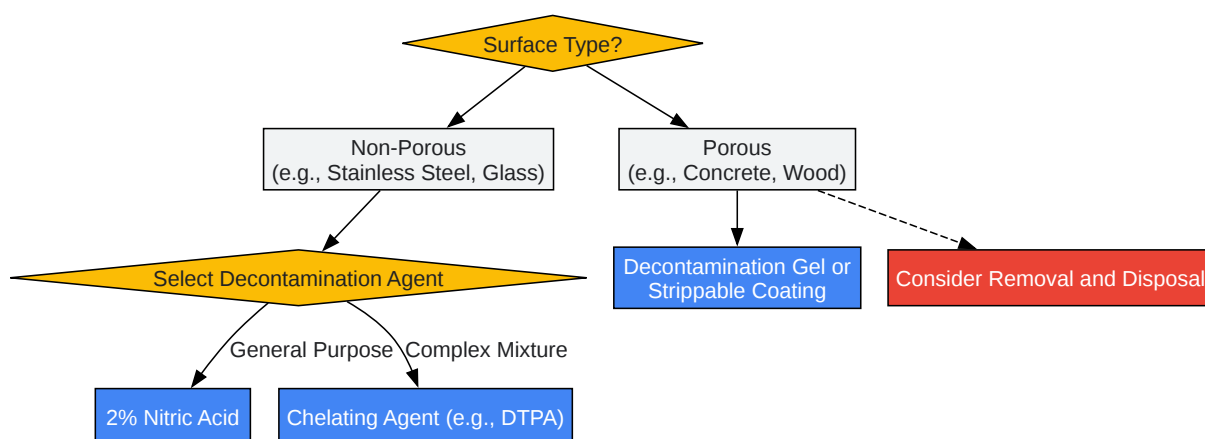 Surface Type?
Non-Porous
(e.g., Stainless Steel, Glass)
Porous
(e.g., Concrete, Wood)
Select Decontamination Agent
Decontamination Gel or
Strippable Coating
Consider Removal and Disposal
General Purpose
Complex Mixture
2% Nitric Acid
Chelating Agent (e.g., DTPA)